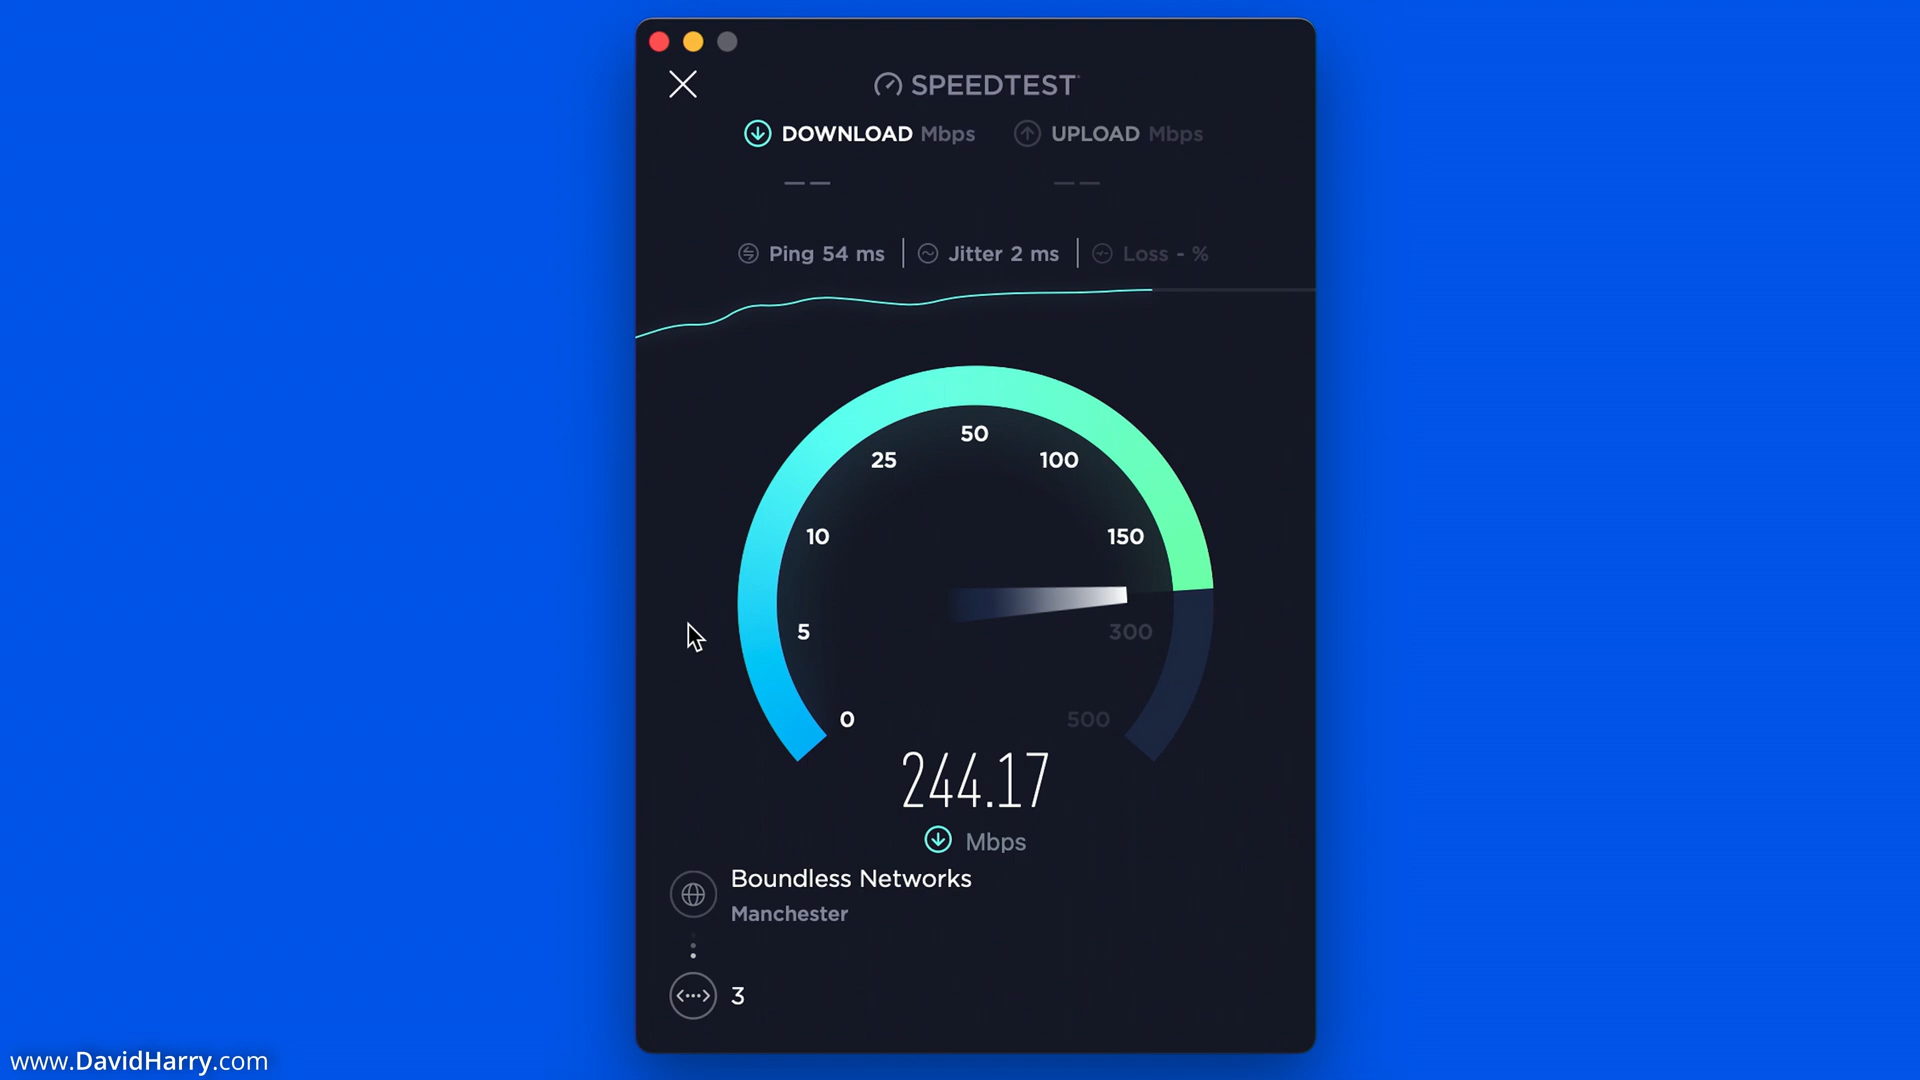 SPEEDTEST
DOWNLOAD Mbps UPLOAD Mbps
— — — —
Ping 54 ms Jitter 2 ms Loss - %
50
25 100
10 150
5 300
0 500
244.17
Mbps
Boundless Networks
Manchester
3
www.DavidHarry.com